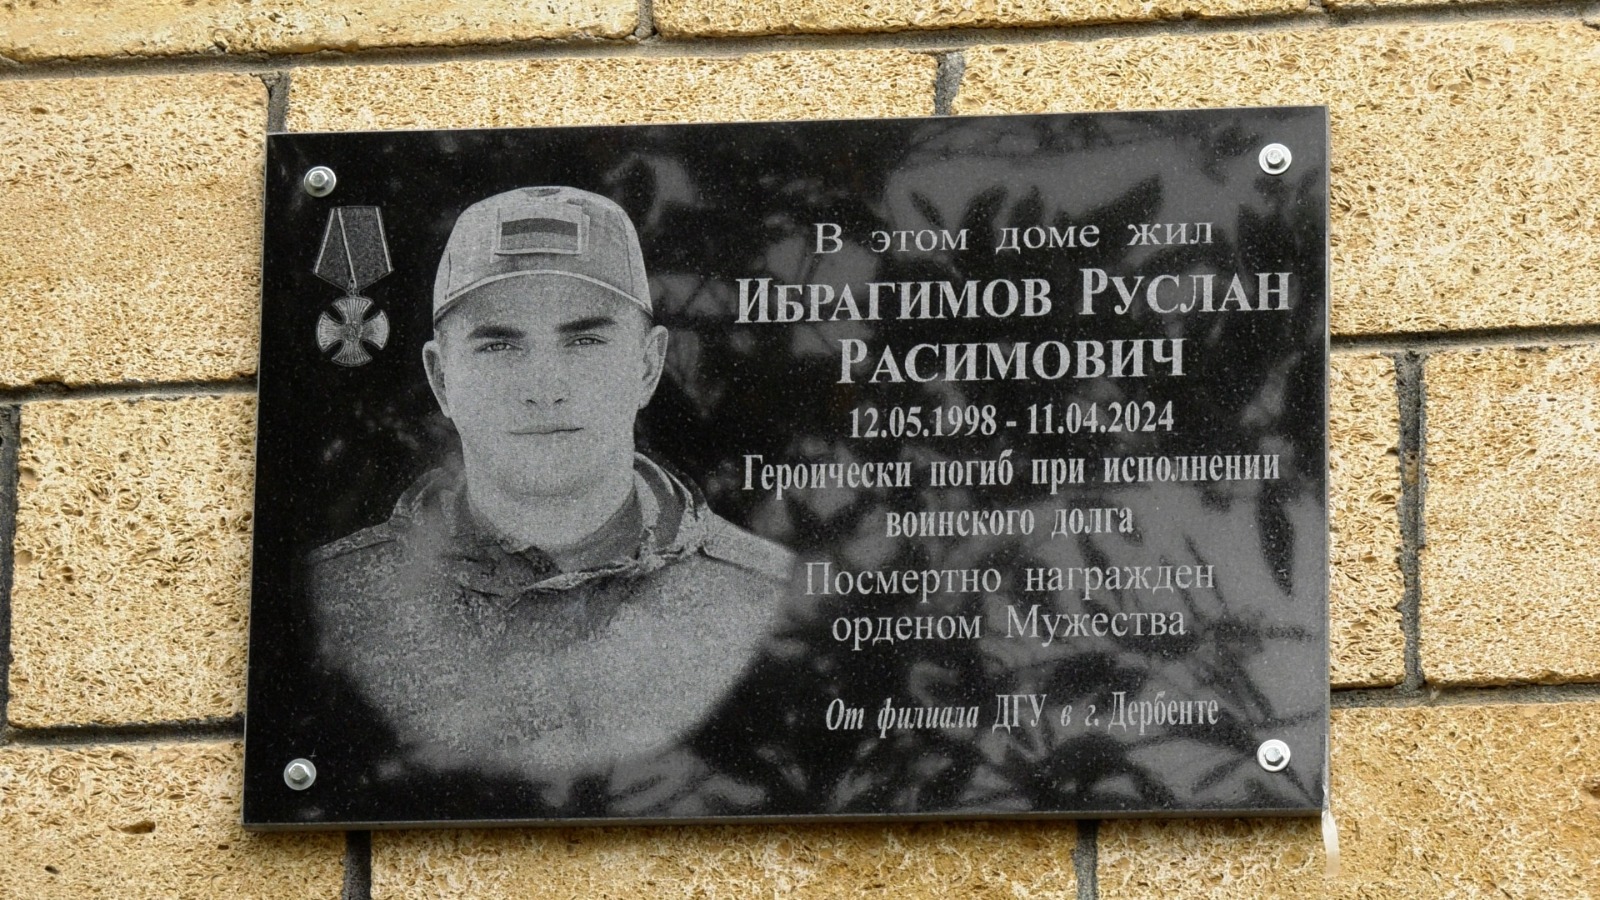 В этом доме жил
Ибрагимов Руслан
Расимович
12.05.1998 - 11.04.2024
Героически погиб при исполнении
воинского долга
Посмертно награжден
орденом Мужества
От филиала ДГУ в г. Дербенте